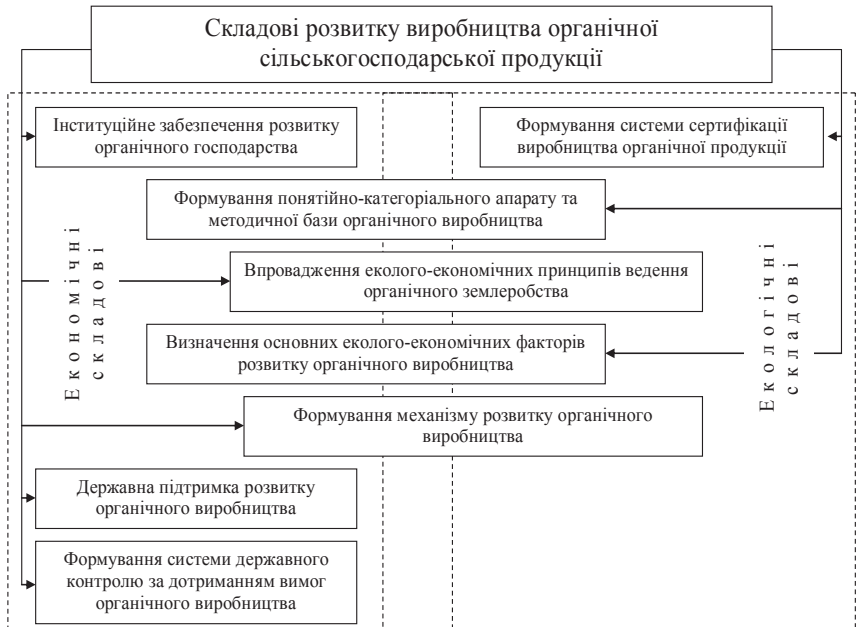 Складові розвитку виробництва органічної
сільськогосподарської продукції
Інституційне забезпечення розвитку
органічного господарства
Формування системи сертифікації
виробництва органічної продукції
Формування понятійно-категоріального апарату та
методичної бази органічного виробництва
Економічні
складові
Впровадження еколого-економічних принципів ведення
органічного землеробства
Екологічні
складові
Визначення основних еколого-економічних факторів
розвитку органічного виробництва
Формування механізму розвитку органічного
виробництва
Державна підтримка розвитку
органічного виробництва
Формування системи державного
контролю за дотриманням вимог
органічного виробництва